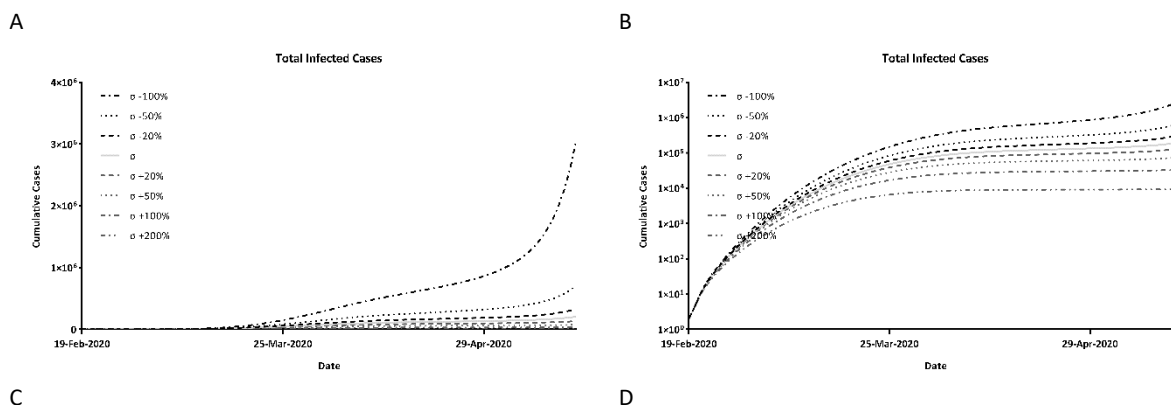 A
Total Infected Cases
Cumulative Cases
4×10⁶
3×10⁶
2×10⁶
1×10⁶
0
σ -100%
σ -50%
σ -20%
σ
σ +20%
σ +50%
σ +100%
σ +200%
19-Feb-2020
25-Mar-2020
29-Apr-2020
Date
B
Total Infected Cases
Cumulative Cases
1×10⁷
1×10⁶
1×10⁵
1×10⁴
1×10³
1×10²
1×10¹
1×10⁰
σ -100%
σ -50%
σ -20%
σ
σ +20%
σ +50%
σ +100%
σ +200%
19-Feb-2020
25-Mar-2020
29-Apr-2020
Date
C
D